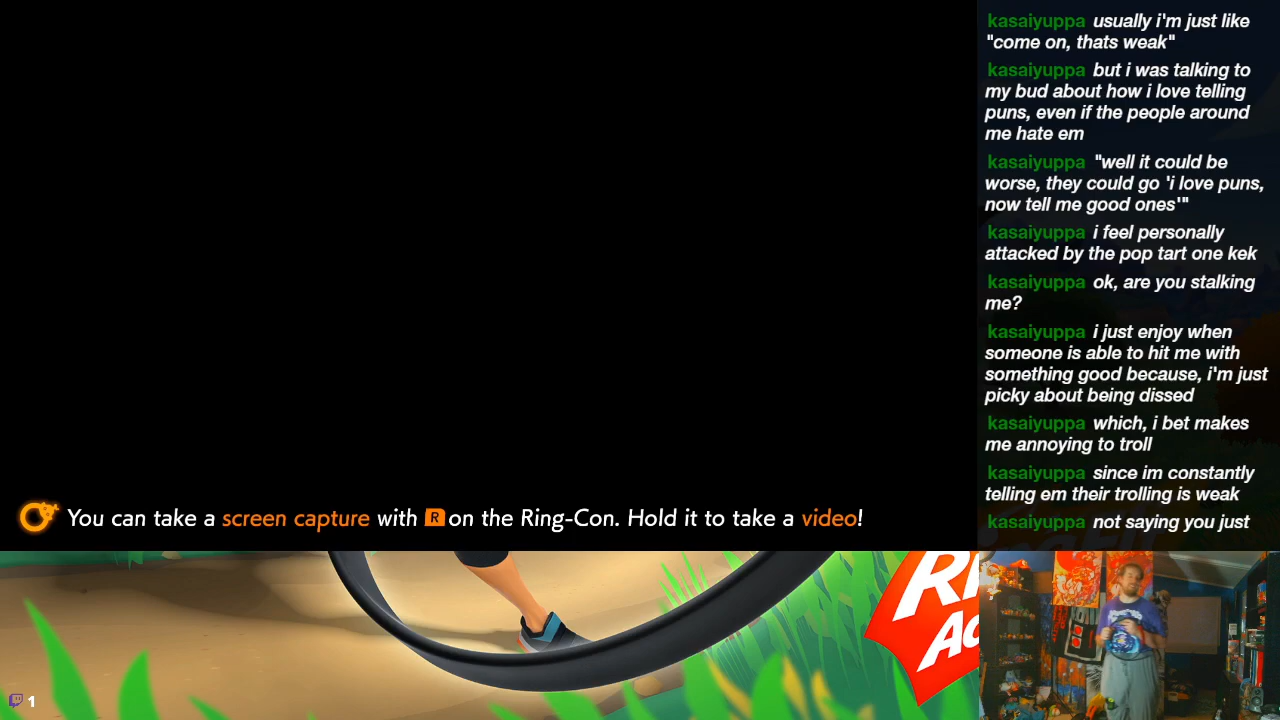 kasaiyuppa usually i'm just like
"come on, thats weak"
kasaiyuppa but i was talking to
my bud about how i love telling
puns, even if the people around
me hate em
kasaiyuppa "well it could be
worse, they could go 'i love puns,
now tell me good ones'"
kasaiyuppa i feel personally
attacked by the pop tart one kek
kasaiyuppa ok, are you stalking
me?
kasaiyuppa i just enjoy when
someone is able to hit me with
something good because, i'm just
picky about being dissed
kasaiyuppa which, i bet makes
me annoying to troll
kasaiyuppa since im constantly
telling em their trolling is weak
kasaiyuppa not saying you just
You can take a screen capture with R on the Ring-Con. Hold it to take a video!
1